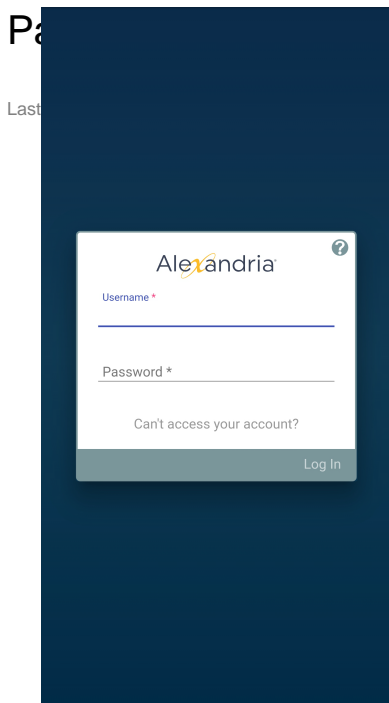 Pa
Last
?
Alexandria
Username *
Password *
Can't access your account?
Log In